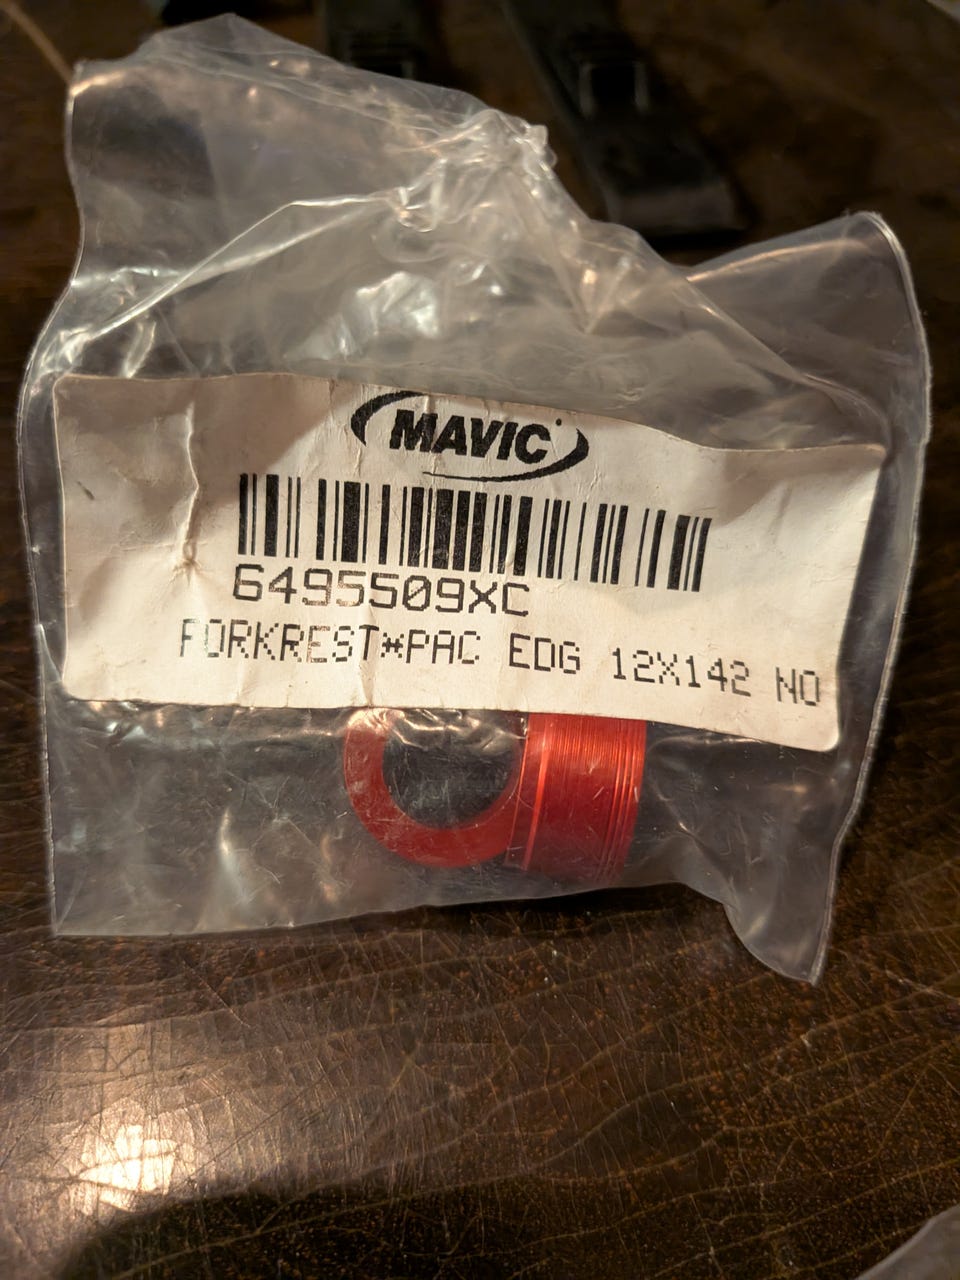 MAVIC
6495509XC
FORKREST*PAC EDG 12X142 NO